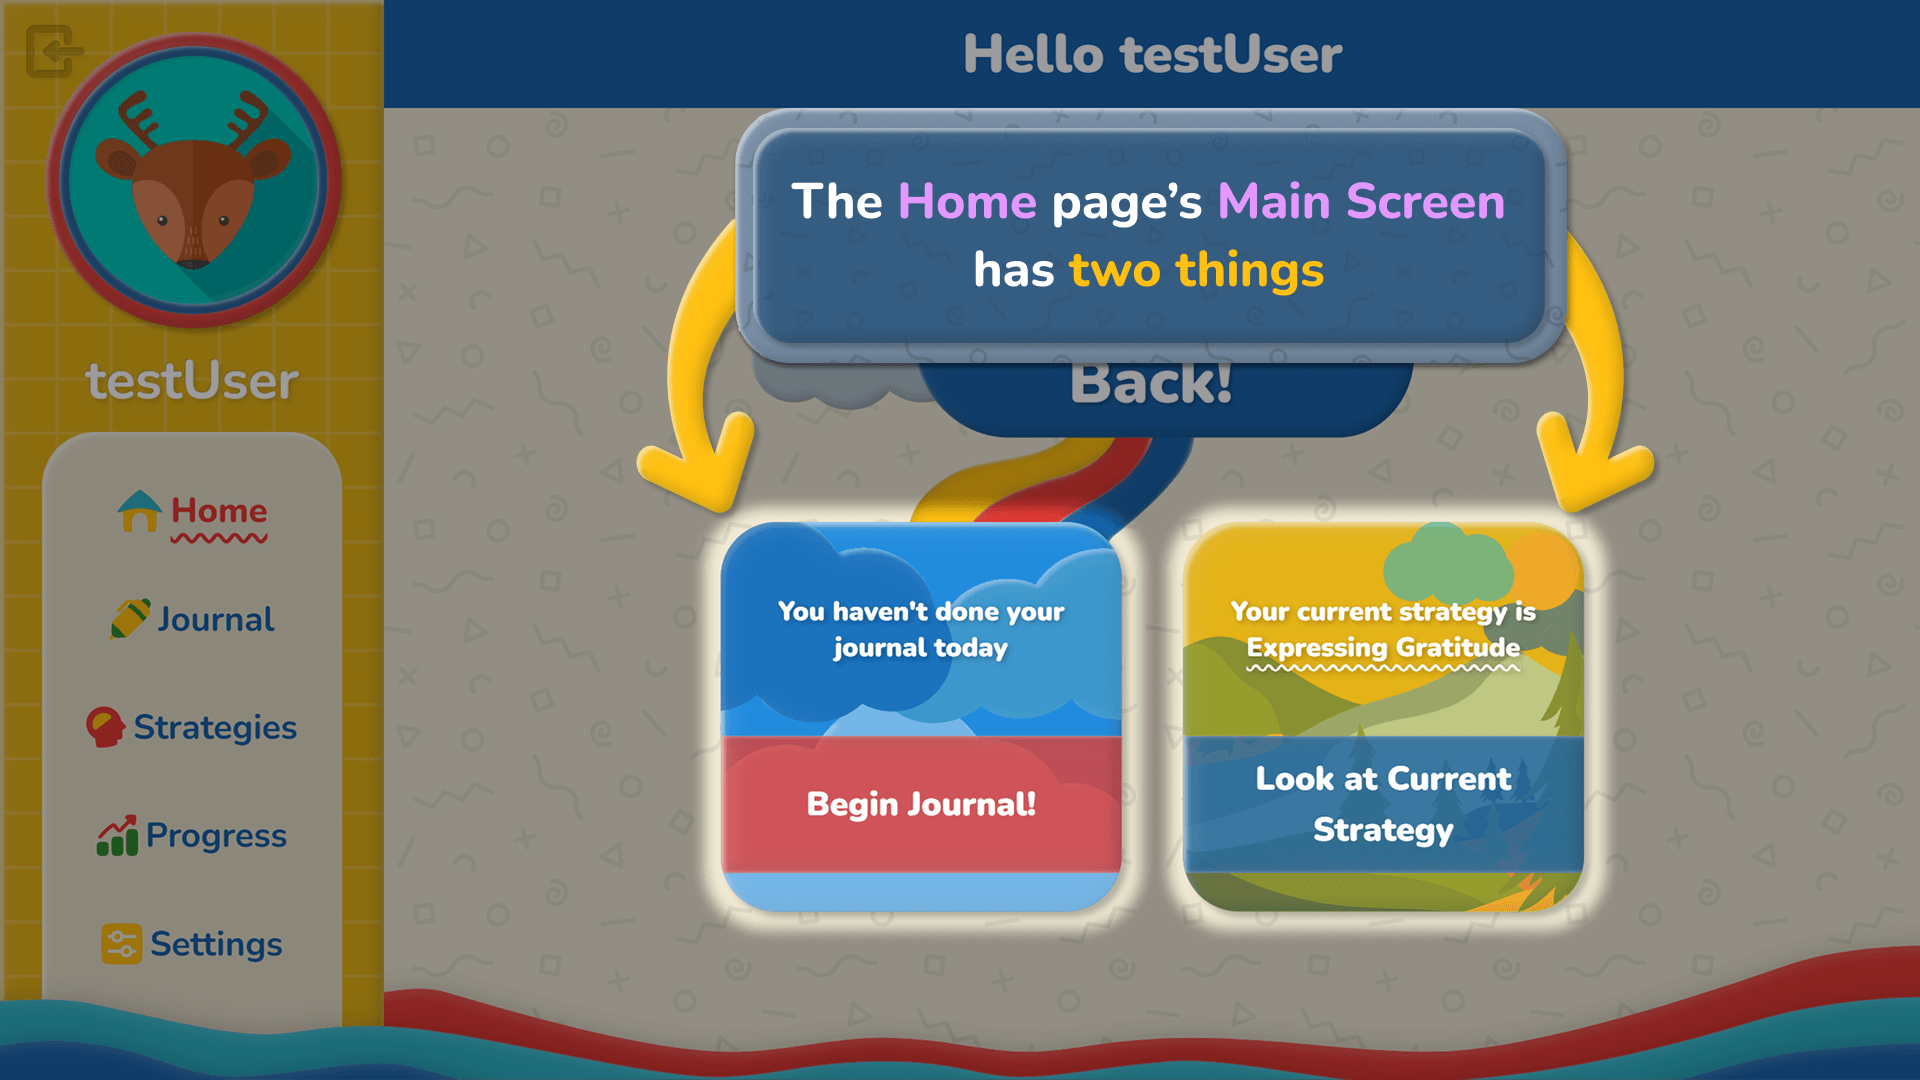 Hello testUser
The Home page's Main Screen
has two things
Back!
testUser
Home
Journal
Strategies
Progress
Settings
You haven't done your
journal today
Begin Journal!
Your current strategy is
Expressing Gratitude
Look at Current
Strategy